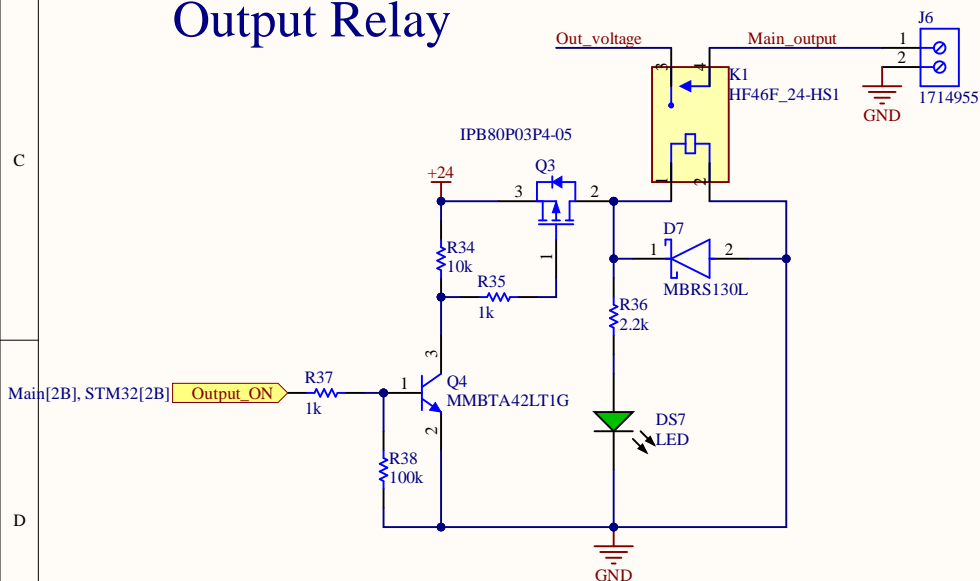 Output Relay
J6
Out_voltage
Main_output
1
2
3
4
K1
HF46F_24-HS1
1714955
GND
IPB80P03P4-05
C
+24
Q3
3
2
1
2
D7
R34
10k
1
1
2
R35
1k
MBRS130L
R36
2.2k
3
R37
1k
1
Q4
MMBTA42LT1G
Main[2B], STM32[2B]
Output_ON
2
DS7
LED
R38
100k
D
GND